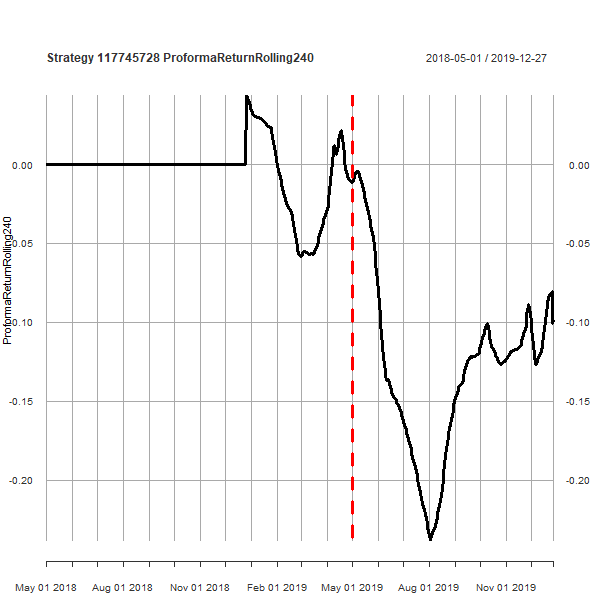 Strategy 117745728 ProformaReturnRolling240 2018-05-01 / 2019-12-27
ProformaReturnRolling240
0.00 0.00
-0.05 -0.05
-0.10 -0.10
-0.15 -0.15
-0.20 -0.20
May 01 2018 Aug 01 2018 Nov 01 2018 Feb 01 2019 May 01 2019 Aug 01 2019 Nov 01 2019